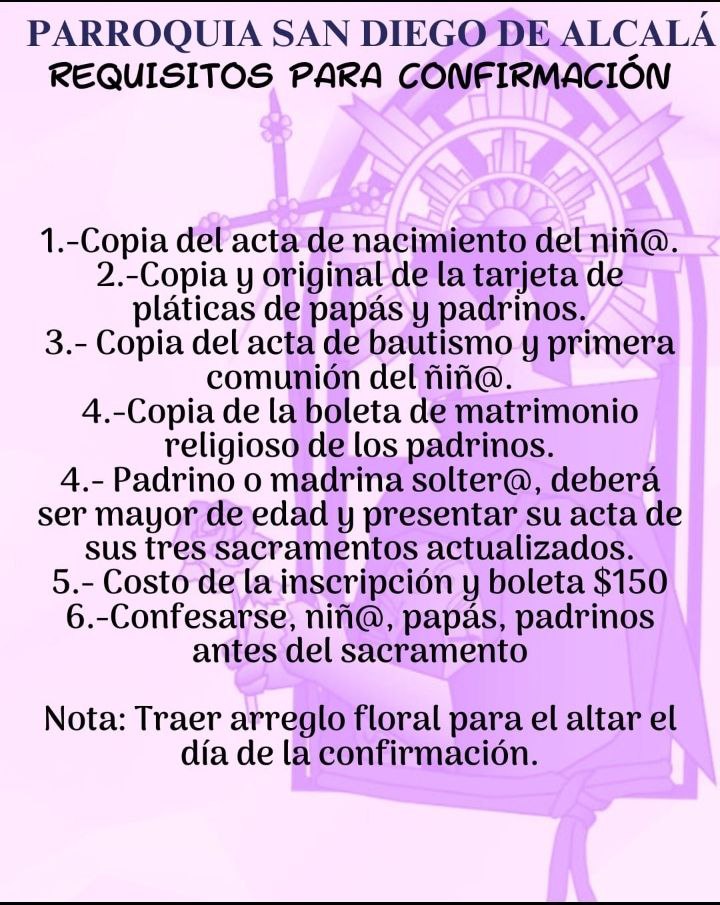 PARROQUIA SAN DIEGO DE ALCALÁ
REQUISITOS PARA CONFIRMACIÓN
1.-Copia del acta de nacimiento del niñ@.
2.-Copia y original de la tarjeta de
pláticas de papás y padrinos.
3.- Copia del acta de bautismo y primera
comunión del ñiñ@.
4.-Copia de la boleta de matrimonio
religioso de los padrinos.
4.- Padrino o madrina solter@, deberá
ser mayor de edad y presentar su acta de
sus tres sacramentos actualizados.
5.- Costo de la inscripción y boleta $150
6.-Confesarse, niñ@, papás, padrinos
antes del sacramento
Nota: Traer arreglo floral para el altar el
día de la confirmación.